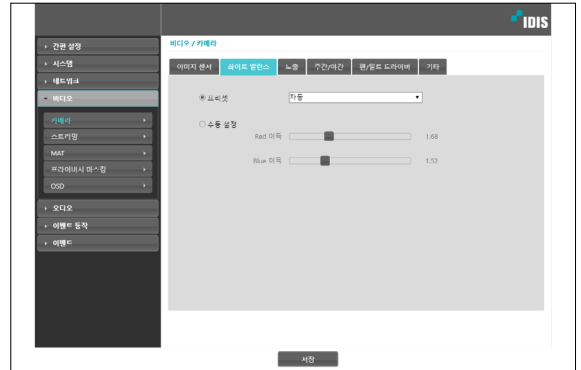 IDIS
간편 설정
시스템
네트워크
비디오
카메라
스트리밍
MAT
프라이버시 마스킹
OSD
오디오
이벤트 동작
이벤트
비디오 / 카메라
이미지 센서 화이트 밸런스 노출 주간/야간 팬/틸트 드라이버 기타
프리셋 자동
수동 설정
Red 이득 1.68
Blue 이득 1.52
저장